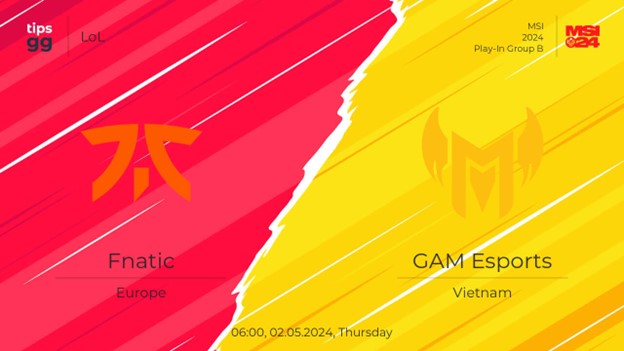 tips
gg
LoL
MSI
2024
Play-In Group B
MSI
24
Fnatic
Europe
GAM Esports
Vietnam
06:00, 02.05.2024, Thursday